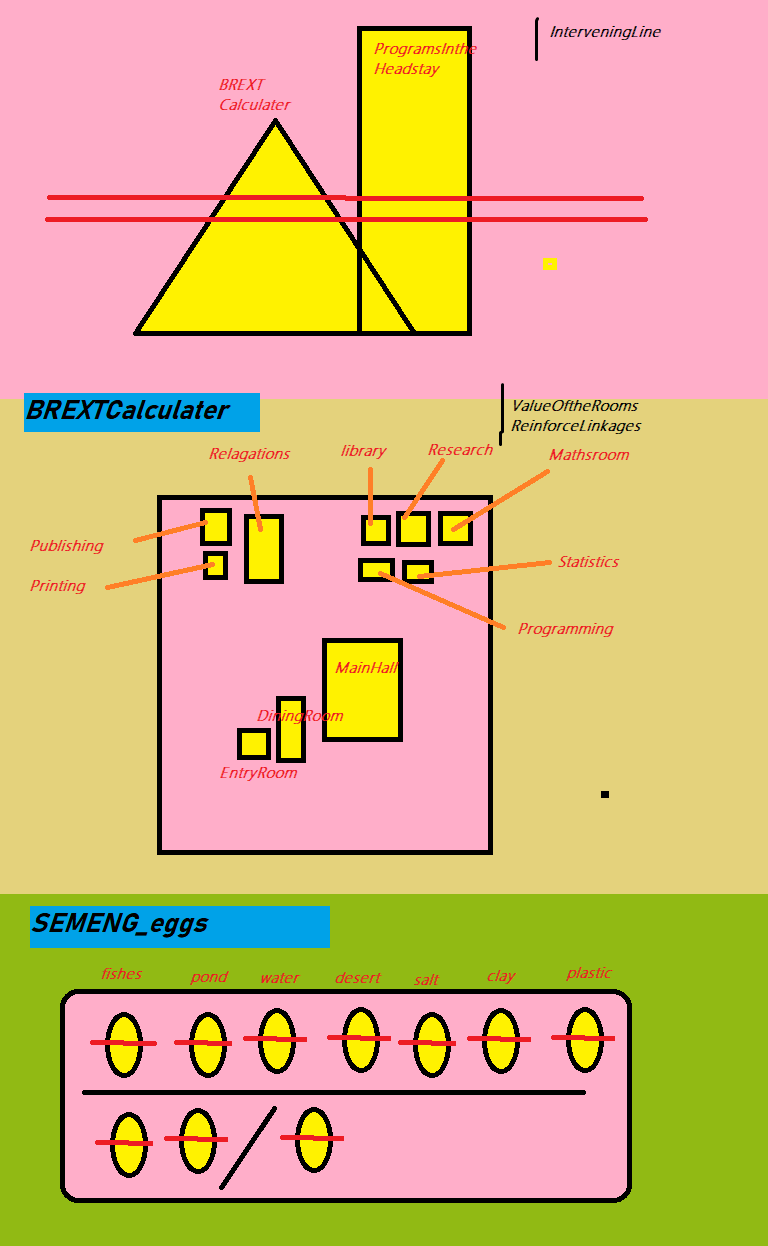 InterveningLine
ProgramsInthe
Headstay
BREXT
Calculater
BREXTCalculater
ValueOftheRooms
ReinforceLinkages
Relagations
library
Research
Mathsroom
Publishing
Statistics
Printing
Programming
MainHall
DiningRoom
EntryRoom
SEMENG_eggs
fishes
pond
water
desert
salt
clay
plastic